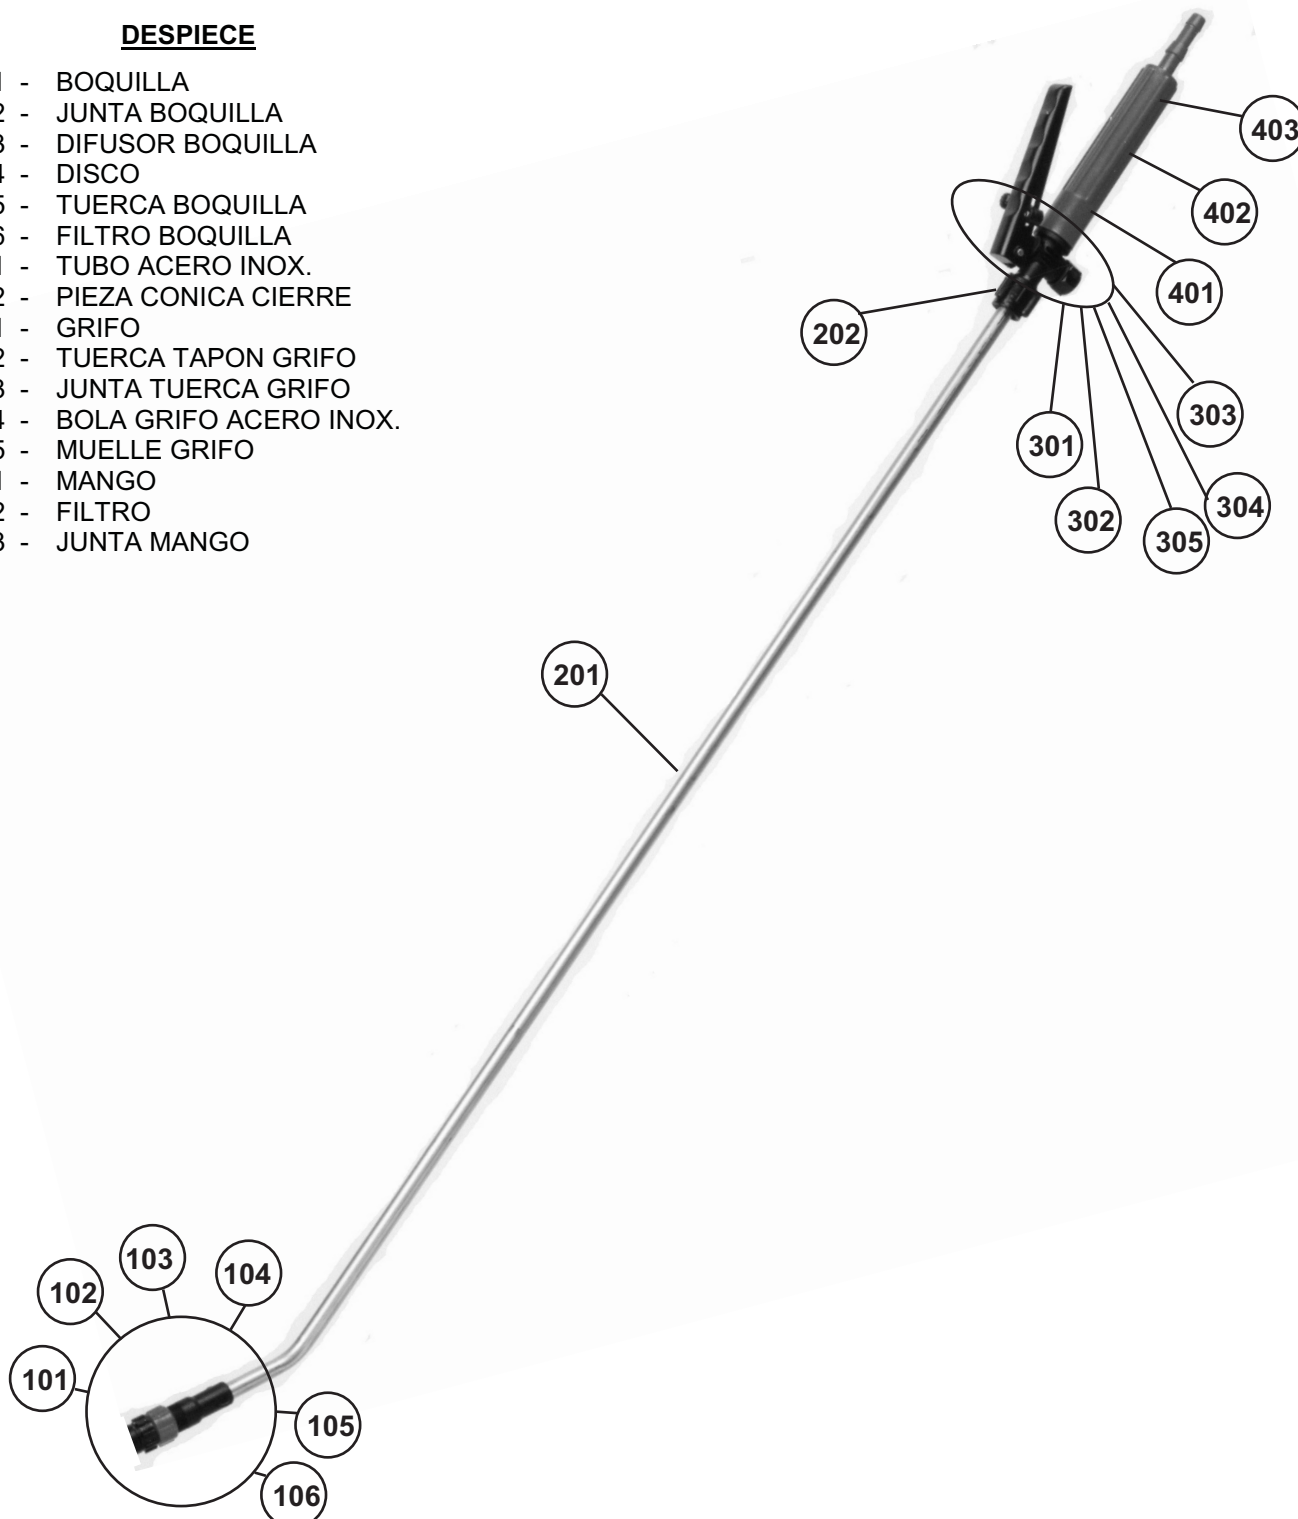 DESPIECE
1 - BOQUILLA
2 - JUNTA BOQUILLA
3 - DIFUSOR BOQUILLA
4 - DISCO
5 - TUERCA BOQUILLA
6 - FILTRO BOQUILLA
1 - TUBO ACERO INOX.
2 - PIEZA CONICA CIERRE
1 - GRIFO
2 - TUERCA TAPON GRIFO
3 - JUNTA TUERCA GRIFO
4 - BOLA GRIFO ACERO INOX.
5 - MUELLE GRIFO
1 - MANGO
2 - FILTRO
3 - JUNTA MANGO
403
402
401
202
303
301
304
302
305
201
103
104
102
101
105
106